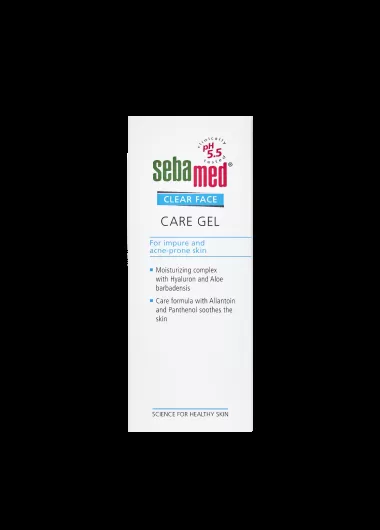 clinically tested
pH
5.5
sebamed®
CLEAR FACE
CARE GEL
For impure and
acne-prone skin
▪ Moisturizing complex
with Hyaluron and Aloe
barbadensis
▪ Care formula with Allantoin
and Panthenol soothes the
skin
SCIENCE FOR HEALTHY SKIN